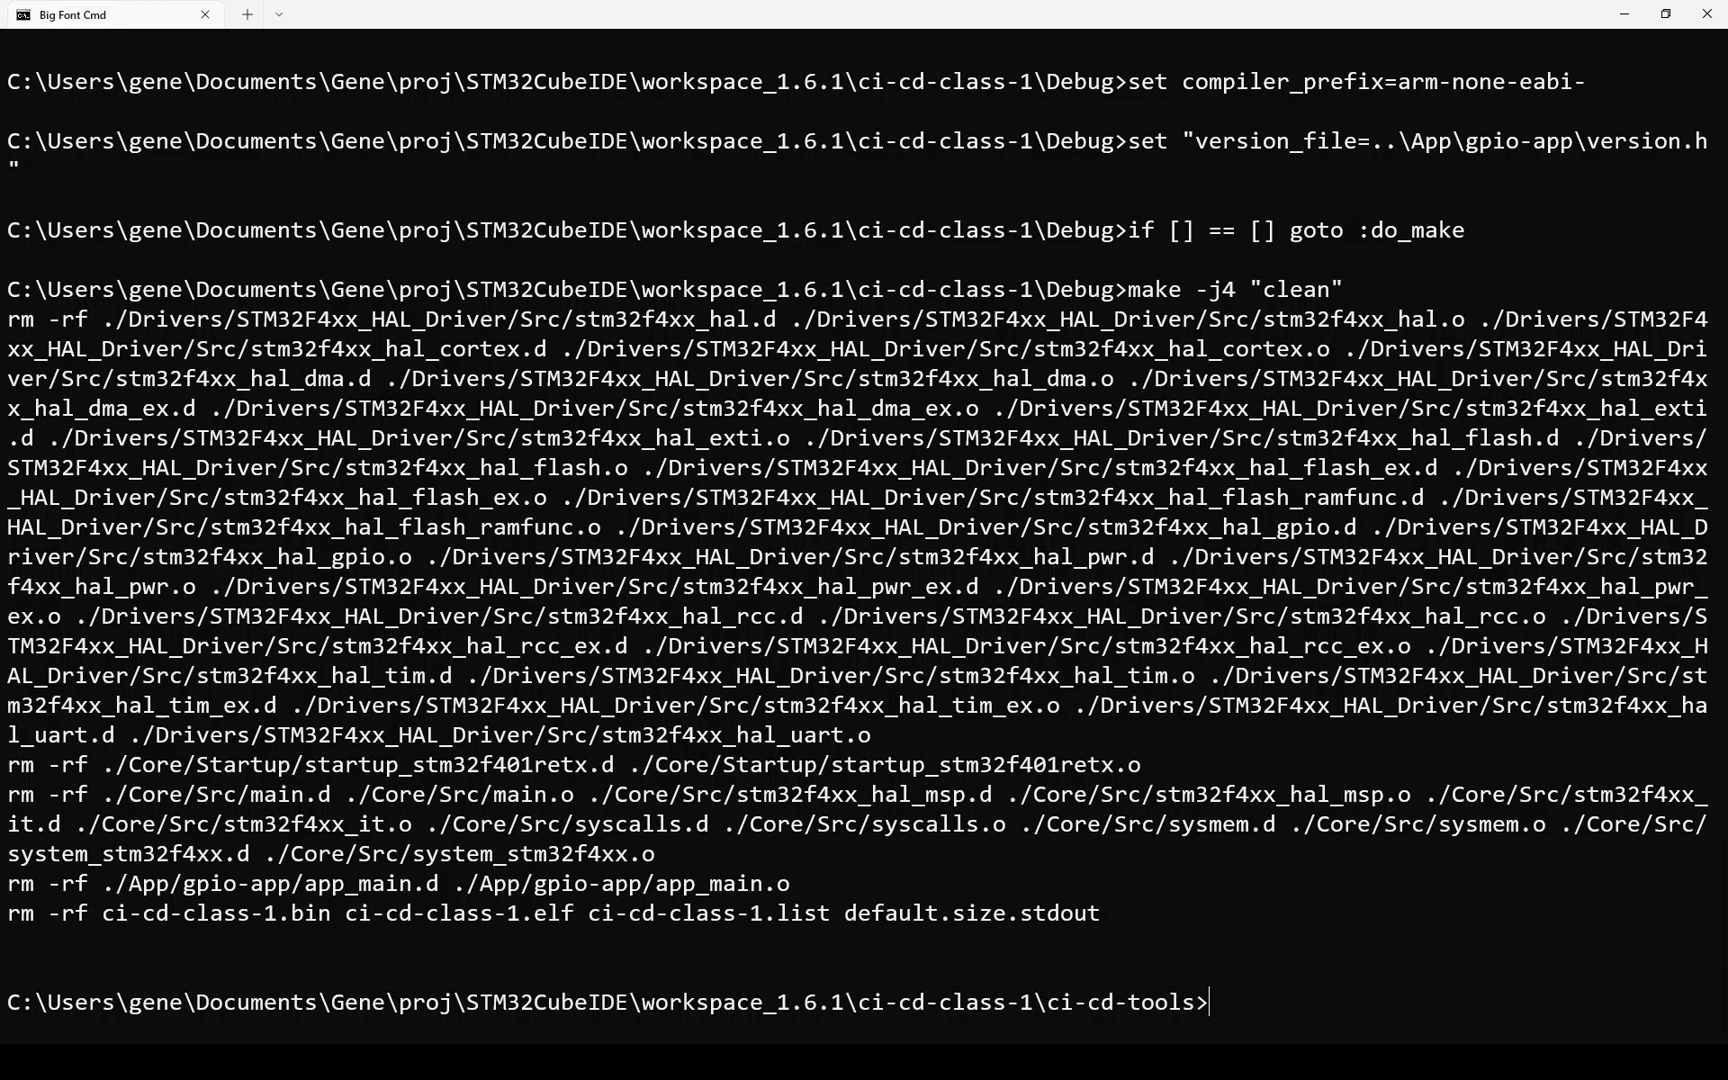 Big Font Cmd
C:\Users\gene\Documents\Gene\proj\STM32CubeIDE\workspace_1.6.1\ci-cd-class-1\Debug>set compiler_prefix=arm-none-eabi-
C:\Users\gene\Documents\Gene\proj\STM32CubeIDE\workspace_1.6.1\ci-cd-class-1\Debug>set "version_file=..\App\gpio-app\version.h
"
C:\Users\gene\Documents\Gene\proj\STM32CubeIDE\workspace_1.6.1\ci-cd-class-1\Debug>if [] == [] goto :do_make
C:\Users\gene\Documents\Gene\proj\STM32CubeIDE\workspace_1.6.1\ci-cd-class-1\Debug>make -j4 "clean"
rm -rf ./Drivers/STM32F4xx_HAL_Driver/Src/stm32f4xx_hal.d ./Drivers/STM32F4xx_HAL_Driver/Src/stm32f4xx_hal.o ./Drivers/STM32F4
xx_HAL_Driver/Src/stm32f4xx_hal_cortex.d ./Drivers/STM32F4xx_HAL_Driver/Src/stm32f4xx_hal_cortex.o ./Drivers/STM32F4xx_HAL_Dri
ver/Src/stm32f4xx_hal_dma.d ./Drivers/STM32F4xx_HAL_Driver/Src/stm32f4xx_hal_dma.o ./Drivers/STM32F4xx_HAL_Driver/Src/stm32f4x
x_hal_dma_ex.d ./Drivers/STM32F4xx_HAL_Driver/Src/stm32f4xx_hal_dma_ex.o ./Drivers/STM32F4xx_HAL_Driver/Src/stm32f4xx_hal_exti
.d ./Drivers/STM32F4xx_HAL_Driver/Src/stm32f4xx_hal_exti.o ./Drivers/STM32F4xx_HAL_Driver/Src/stm32f4xx_hal_flash.d ./Drivers/
STM32F4xx_HAL_Driver/Src/stm32f4xx_hal_flash.o ./Drivers/STM32F4xx_HAL_Driver/Src/stm32f4xx_hal_flash_ex.d ./Drivers/STM32F4xx
_HAL_Driver/Src/stm32f4xx_hal_flash_ex.o ./Drivers/STM32F4xx_HAL_Driver/Src/stm32f4xx_hal_flash_ramfunc.d ./Drivers/STM32F4xx_
HAL_Driver/Src/stm32f4xx_hal_flash_ramfunc.o ./Drivers/STM32F4xx_HAL_Driver/Src/stm32f4xx_hal_gpio.d ./Drivers/STM32F4xx_HAL_D
river/Src/stm32f4xx_hal_gpio.o ./Drivers/STM32F4xx_HAL_Driver/Src/stm32f4xx_hal_pwr.d ./Drivers/STM32F4xx_HAL_Driver/Src/stm32
f4xx_hal_pwr.o ./Drivers/STM32F4xx_HAL_Driver/Src/stm32f4xx_hal_pwr_ex.d ./Drivers/STM32F4xx_HAL_Driver/Src/stm32f4xx_hal_pwr_
ex.o ./Drivers/STM32F4xx_HAL_Driver/Src/stm32f4xx_hal_rcc.d ./Drivers/STM32F4xx_HAL_Driver/Src/stm32f4xx_hal_rcc.o ./Drivers/S
TM32F4xx_HAL_Driver/Src/stm32f4xx_hal_rcc_ex.d ./Drivers/STM32F4xx_HAL_Driver/Src/stm32f4xx_hal_rcc_ex.o ./Drivers/STM32F4xx_H
AL_Driver/Src/stm32f4xx_hal_tim.d ./Drivers/STM32F4xx_HAL_Driver/Src/stm32f4xx_hal_tim.o ./Drivers/STM32F4xx_HAL_Driver/Src/st
m32f4xx_hal_tim_ex.d ./Drivers/STM32F4xx_HAL_Driver/Src/stm32f4xx_hal_tim_ex.o ./Drivers/STM32F4xx_HAL_Driver/Src/stm32f4xx_ha
l_uart.d ./Drivers/STM32F4xx_HAL_Driver/Src/stm32f4xx_hal_uart.o
rm -rf ./Core/Startup/startup_stm32f401retx.d ./Core/Startup/startup_stm32f401retx.o
rm -rf ./Core/Src/main.d ./Core/Src/main.o ./Core/Src/stm32f4xx_hal_msp.d ./Core/Src/stm32f4xx_hal_msp.o ./Core/Src/stm32f4xx_
it.d ./Core/Src/stm32f4xx_it.o ./Core/Src/syscalls.d ./Core/Src/syscalls.o ./Core/Src/sysmem.d ./Core/Src/sysmem.o ./Core/Src/
system_stm32f4xx.d ./Core/Src/system_stm32f4xx.o
rm -rf ./App/gpio-app/app_main.d ./App/gpio-app/app_main.o
rm -rf ci-cd-class-1.bin ci-cd-class-1.elf ci-cd-class-1.list default.size.stdout
C:\Users\gene\Documents\Gene\proj\STM32CubeIDE\workspace_1.6.1\ci-cd-class-1\ci-cd-tools>